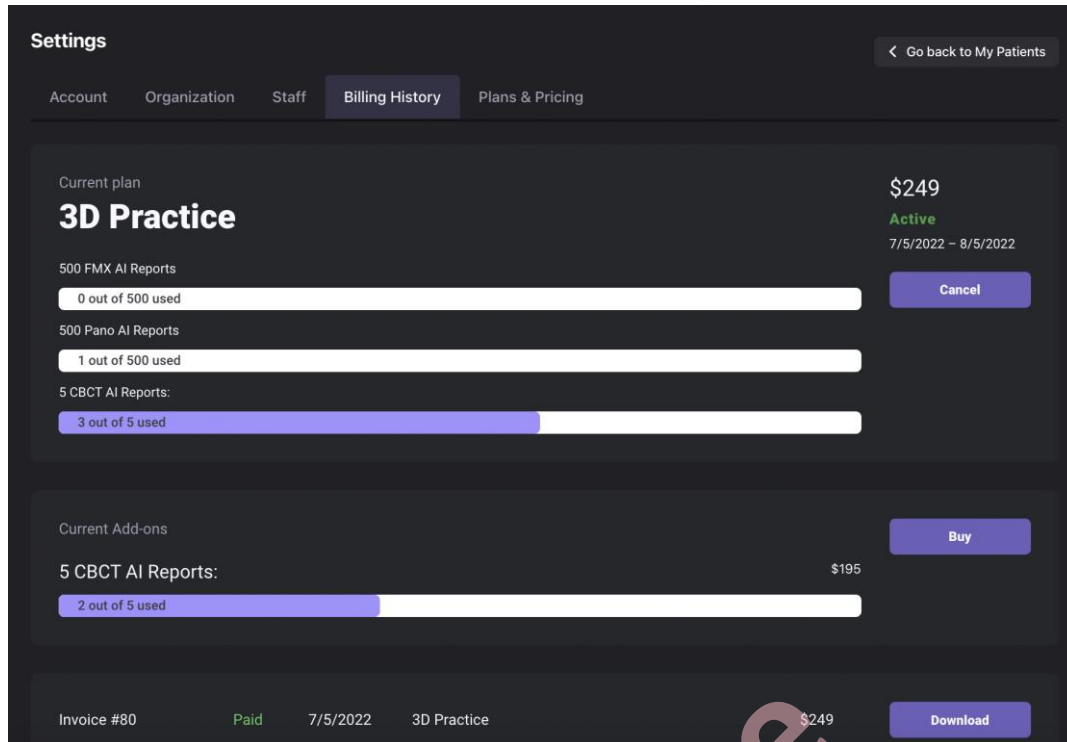 Settings
Go back to My Patients
Account Organization Staff Billing History Plans & Pricing
Current plan
3D Practice
$249
Active
7/5/2022 – 8/5/2022
Cancel
500 FMX AI Reports
0 out of 500 used
500 Pano AI Reports
1 out of 500 used
5 CBCT AI Reports:
3 out of 5 used
Current Add-ons
Buy
5 CBCT AI Reports:
$195
2 out of 5 used
Invoice #80 Paid 7/5/2022 3D Practice $249 Download